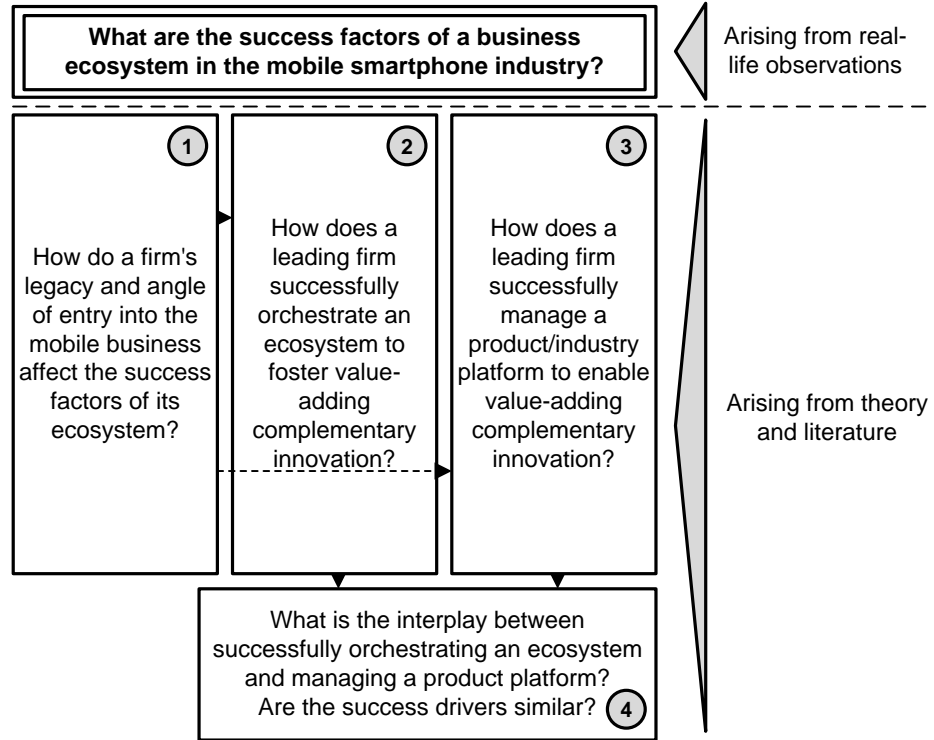 What are the success factors of a business
ecosystem in the mobile smartphone industry?
Arising from real-
life observations
1
How do a firm's
legacy and angle
of entry into the
mobile business
affect the success
factors of its
ecosystem?
2
How does a
leading firm
successfully
orchestrate an
ecosystem to
foster value-
adding
complementary
innovation?
3
How does a
leading firm
successfully
manage a
product/industry
platform to enable
value-adding
complementary
innovation?
Arising from theory
and literature
What is the interplay between
successfully orchestrating an ecosystem
and managing a product platform?
Are the success drivers similar?
4